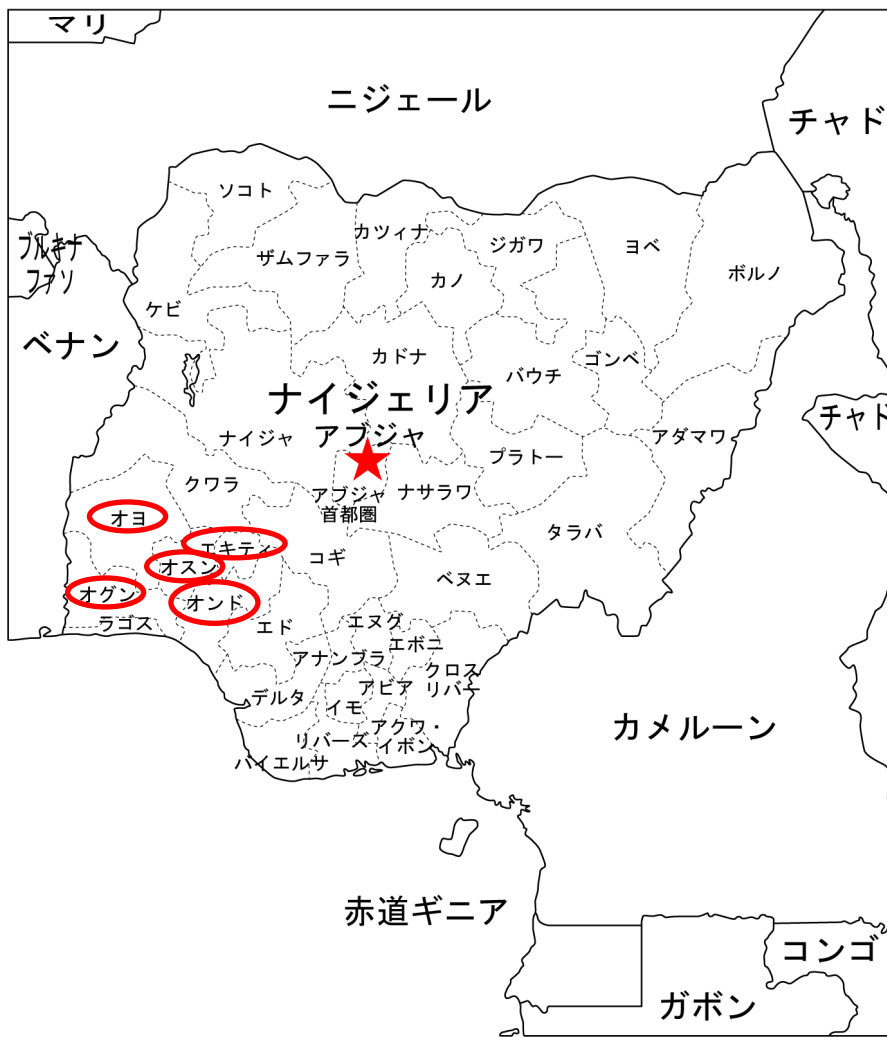 マリ
ニジェール
チャド
ソコト
カツィナ
ジガワ
ヨベ
ブルキナ
ファソ
ザムファラ
カノ
ボルノ
ケビ
ベナン
カドナ
バウチ
ゴンベ
ナイジェリア
チャド
ナイジャ
アブジャ
アダマワ
プラトー
クワラ
アブジャ
首都圏
ナサラワ
オヨ
タラバ
エキティ
コギ
オスン
ベヌエ
オグン
オンド
ラゴス
エド
エヌグ
エボニ
アナンブラ
クロス
リバー
デルタ
イモ
アビア
アクワ・
イボン
リバーズ
バイエルサ
カメルーン
赤道ギニア
コンゴ
ガボン